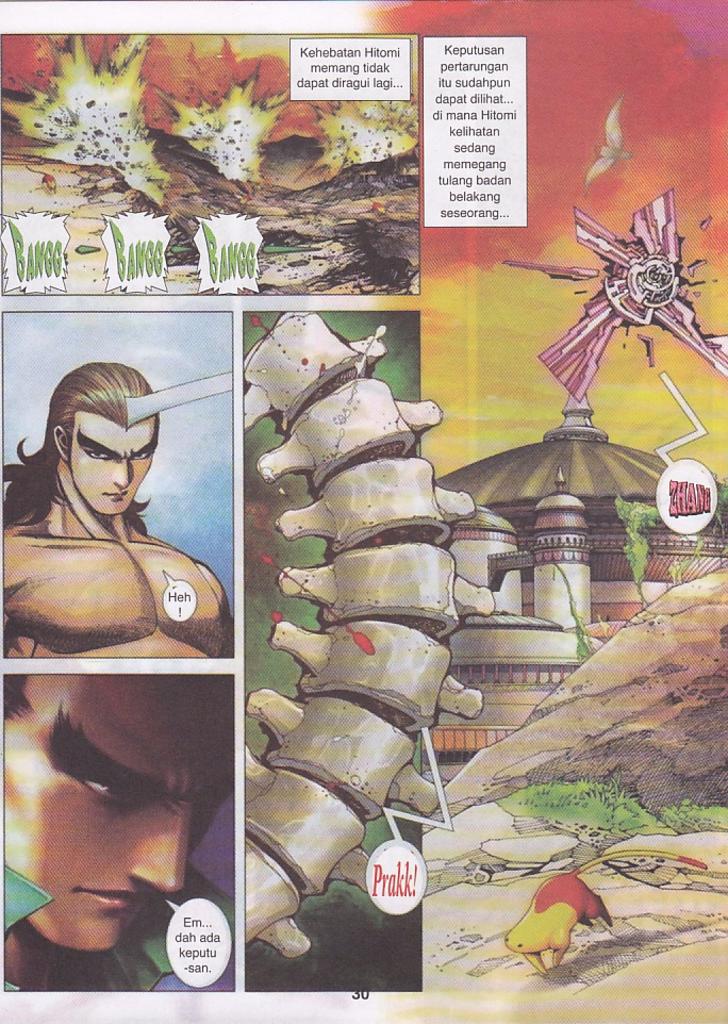 Kehebatan Hitomi
memang tidak
dapat diragui lagi...
Keputusan
pertarungan
itu sudahpun
dapat dilihat...
di mana Hitomi
kelihatan
sedang
memegang
tulang badan
belakang
seseorang...
BANGG
BANGG
BANGG
ZHANG
Heh
!
Prakk!
Em...
dah ada
keputu
-san.
30